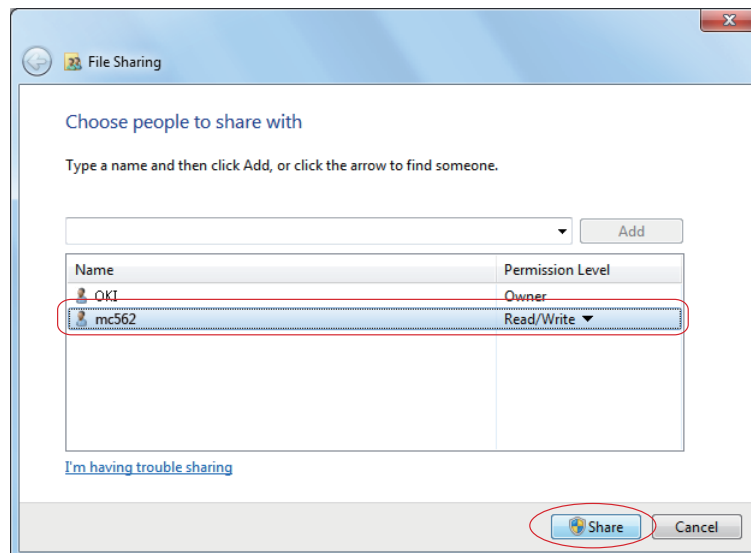 x
File Sharing
Choose people to share with
Type a name and then click Add, or click the arrow to find someone.
Add
Name Permission Level
OKI Owner
mc562 Read/Write
I'm having trouble sharing
Share Cancel